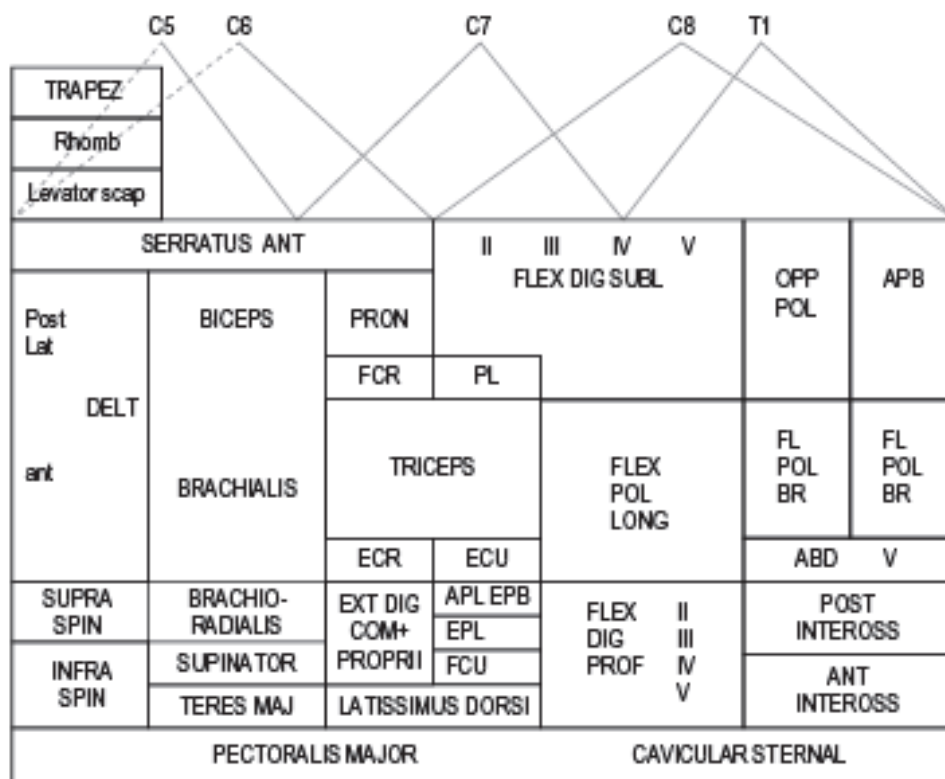 C5 C6 C7 C8 T1
TRAPEZ
Rhomb
Levator scap
SERRATUS ANT
II III IV V
FLEX DIG SUBL
OPP
POL
APB
Post
Lat
DELT
ant
BICEPS
BRACHIALIS
PRON
FCR
PL
TRICEPS
FLEX
POL
LONG
FL
POL
BR
FL
POL
BR
ECR
ECU
ABD V
SUPRA
SPIN
BRACHIO-
RADIALIS
EXT DIG
COM+
PROPRII
APL EPB
EPL
FCU
FLEX II
DIG III
PROF IV
V
POST
INTEROSS
INFRA
SPIN
SUPINATOR
TERES MAJ
LATISSIMUS DORSI
ANT
INTEROSS
PECTORALIS MAJOR CAVICULAR STERNAL